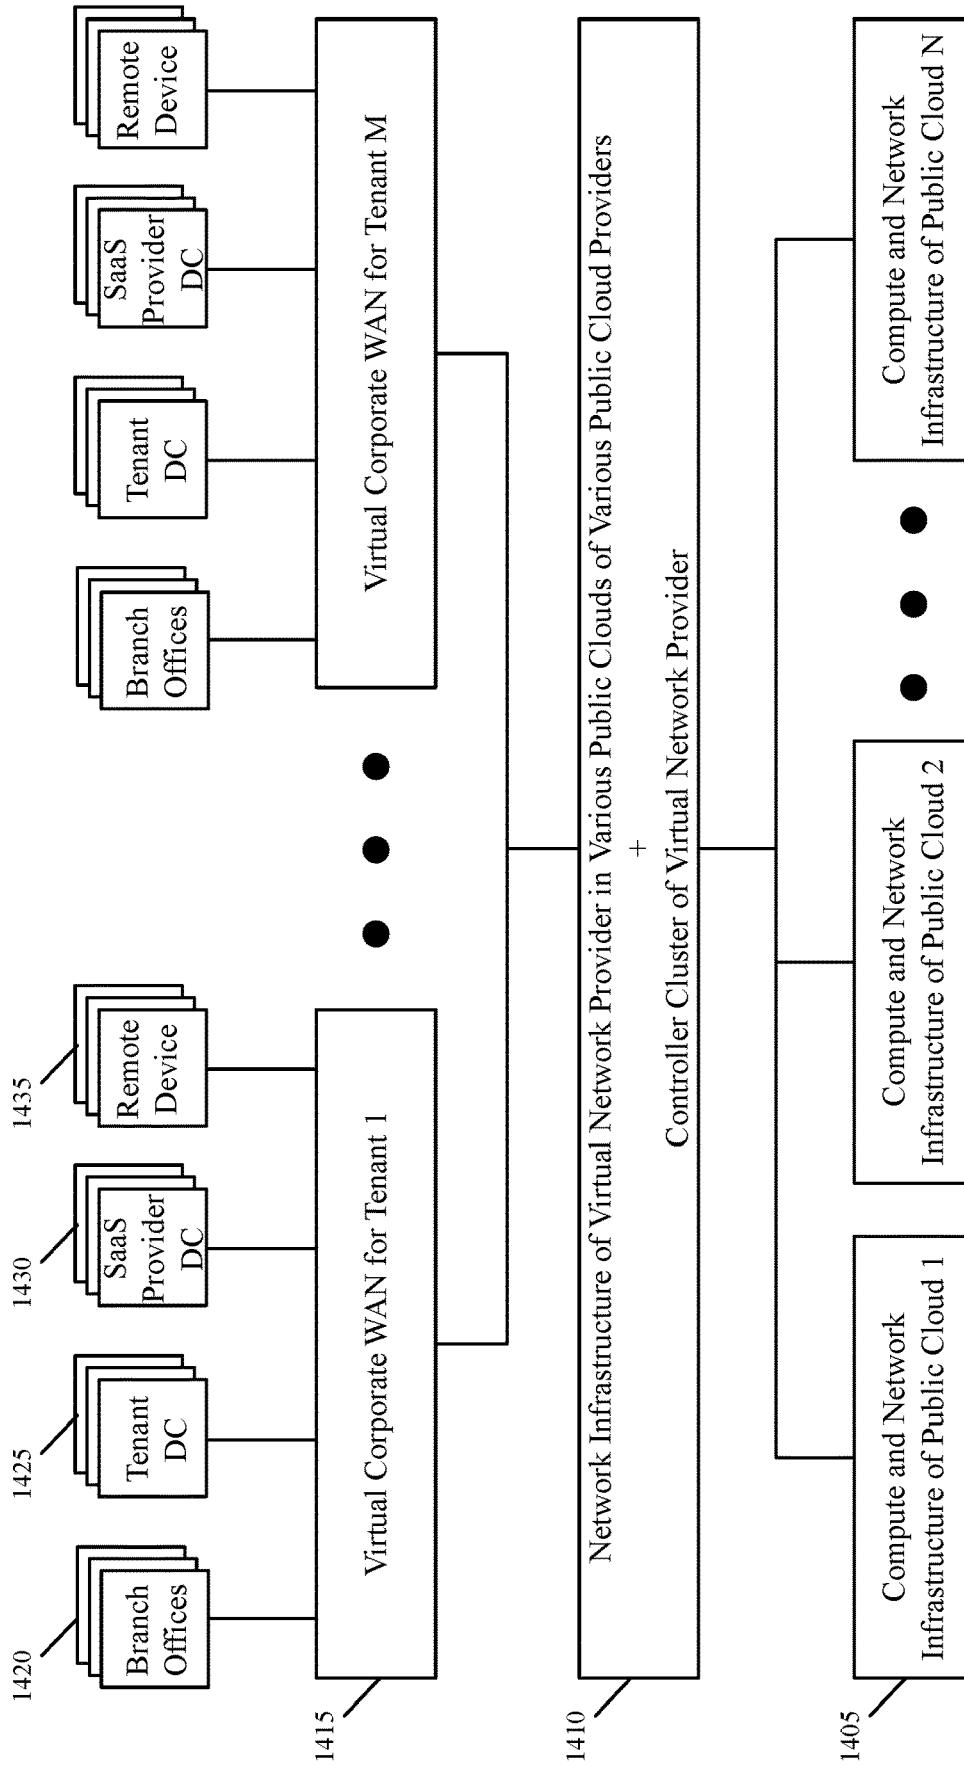 1420
1425
1430
1435
Branch
Offices
Tenant
DC
SaaS
Provider
DC
Remote
Device
Branch
Offices
Tenant
DC
SaaS
Provider
DC
Remote
Device
1415
Virtual Corporate WAN for Tenant 1
Virtual Corporate WAN for Tenant M
1410
Network Infrastructure of Virtual Network Provider in Various Public Clouds of Various Public Cloud Providers
+
Controller Cluster of Virtual Network Provider
1405
Compute and Network
Infrastructure of Public Cloud 1
Compute and Network
Infrastructure of Public Cloud 2
Compute and Network
Infrastructure of Public Cloud N